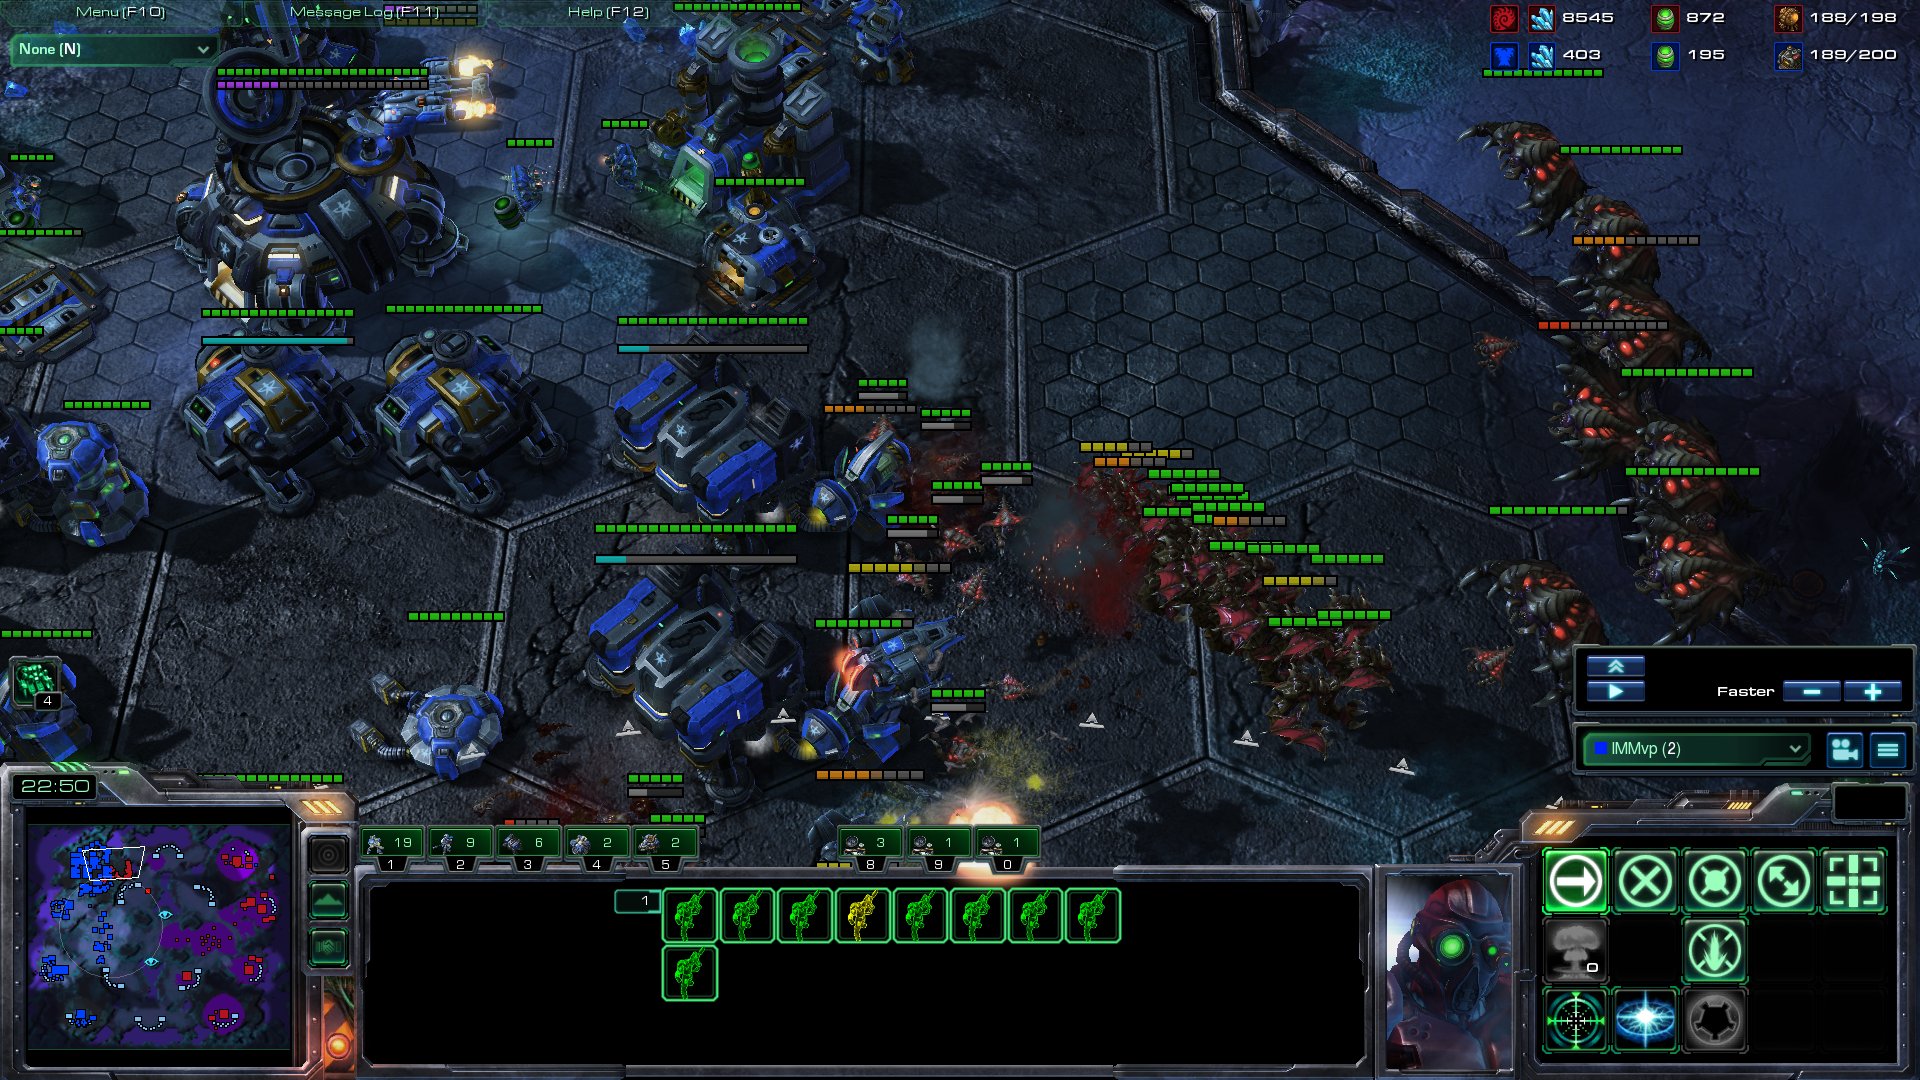 Menu (F10) Message Log (F11) Help (F12)
None (N)
8545 872 188/198
403 195 189/200
4
Faster
IMMvp (2)
22:50
19 9 6 2 2 3 1 1
1 2 3 4 5 8 9 0
1